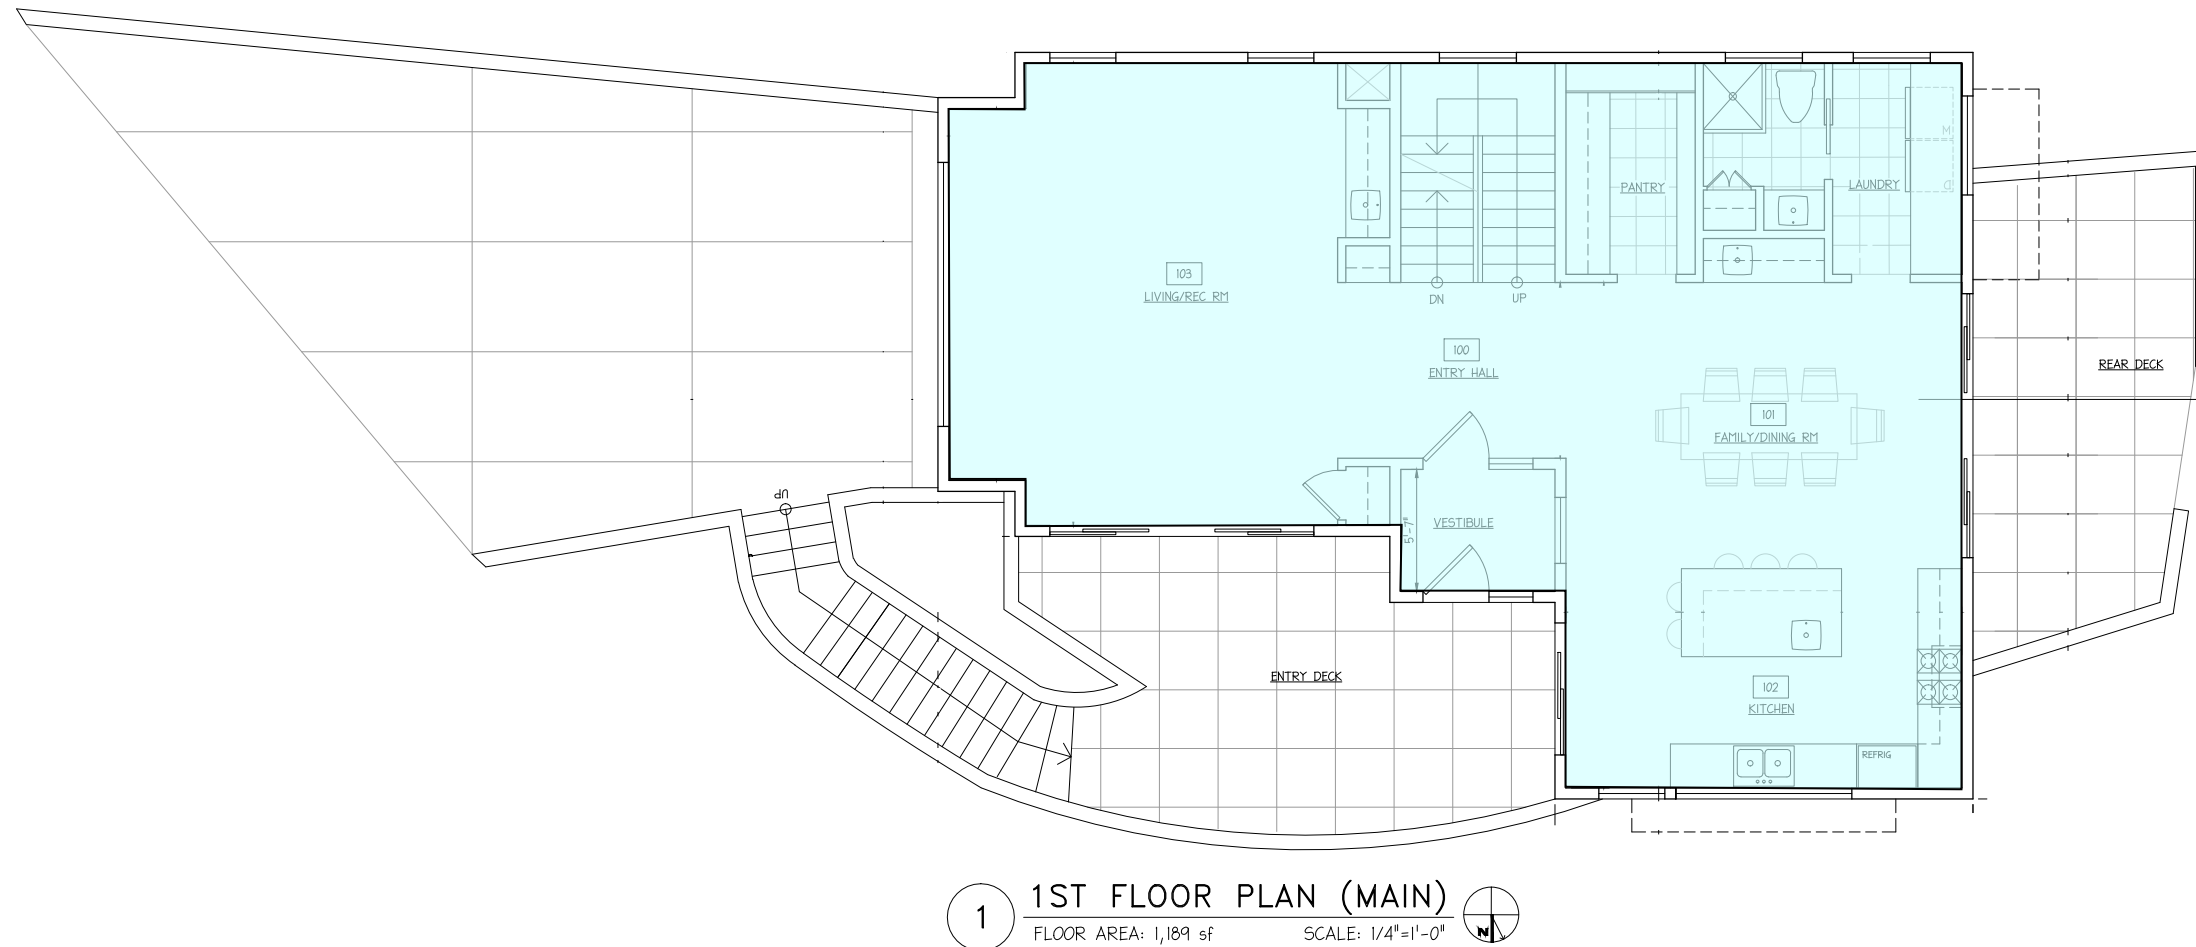 M
PANTRY
LAUNDRY
D
103
LIVING/REC RM
DN
UP
100
ENTRY HALL
REAR DECK
101
FAMILY/DINING RM
UP
5'-7"
VESTIBULE
ENTRY DECK
102
KITCHEN
REFRIG
1
1ST FLOOR PLAN (MAIN)
FLOOR AREA: 1,189 sf
SCALE: 1/4"=1'-0"
N